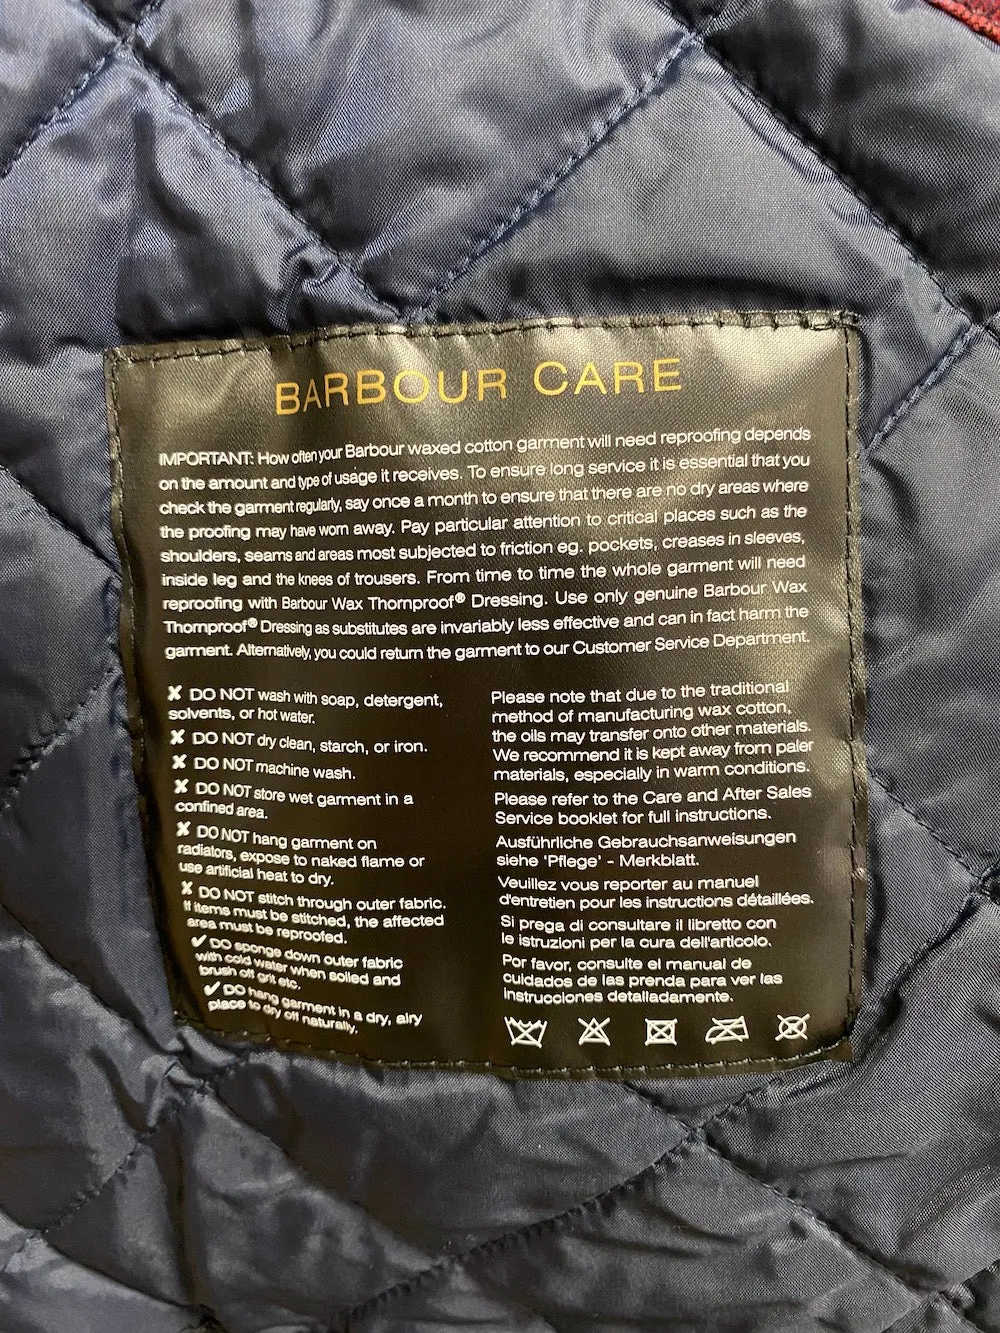 BARBOUR CARE
IMPORTANT: How often your Barbour waxed cotton garment will need reproofing depends
on the amount and type of usage it receives. To ensure long service it is essential that you
check the garment regularly, say once a month to ensure that there are no dry areas where
the proofing may have worn away. Pay particular attention to critical places such as the
shoulders, seams and areas most subjected to friction eg. pockets, creases in sleeves,
inside leg and the knees of trousers. From time to time the whole garment will need
reproofing with Barbour Wax Thornproof® Dressing. Use only genuine Barbour Wax
Thornproof® Dressing as substitutes are invariably less effective and can in fact harm the
garment. Alternatively, you could return the garment to our Customer Service Department.
✘ DO NOT wash with soap, detergent,
solvents, or hot water.
✘ DO NOT dry clean, starch, or iron.
✘ DO NOT machine wash.
✘ DO NOT store wet garment in a
confined area.
✘ DO NOT hang garment on
radiators, expose to naked flame or
use artificial heat to dry.
✘ DO NOT stitch through outer fabric.
If items must be stitched, the affected
area must be reproofed.
✔ DO sponge down outer fabric
with cold water when soiled and
brush off grit etc.
✔ DO hang garment in a dry, airy
place to dry off naturally.
Please note that due to the traditional
method of manufacturing wax cotton,
the oils may transfer onto other materials.
We recommend it is kept away from paler
materials, especially in warm conditions.
Please refer to the Care and After Sales
Service booklet for full instructions.
Ausführliche Gebrauchsanweisungen
siehe 'Pflege' - Merkblatt.
Veuillez vous reporter au manuel
d'entretien pour les instructions détaillées.
Si prega di consultare il libretto con
le istruzioni per la cura dell'articolo.
Por favor, consulte el manual de
cuidados de las prenda para ver las
instrucciones detalladamente.